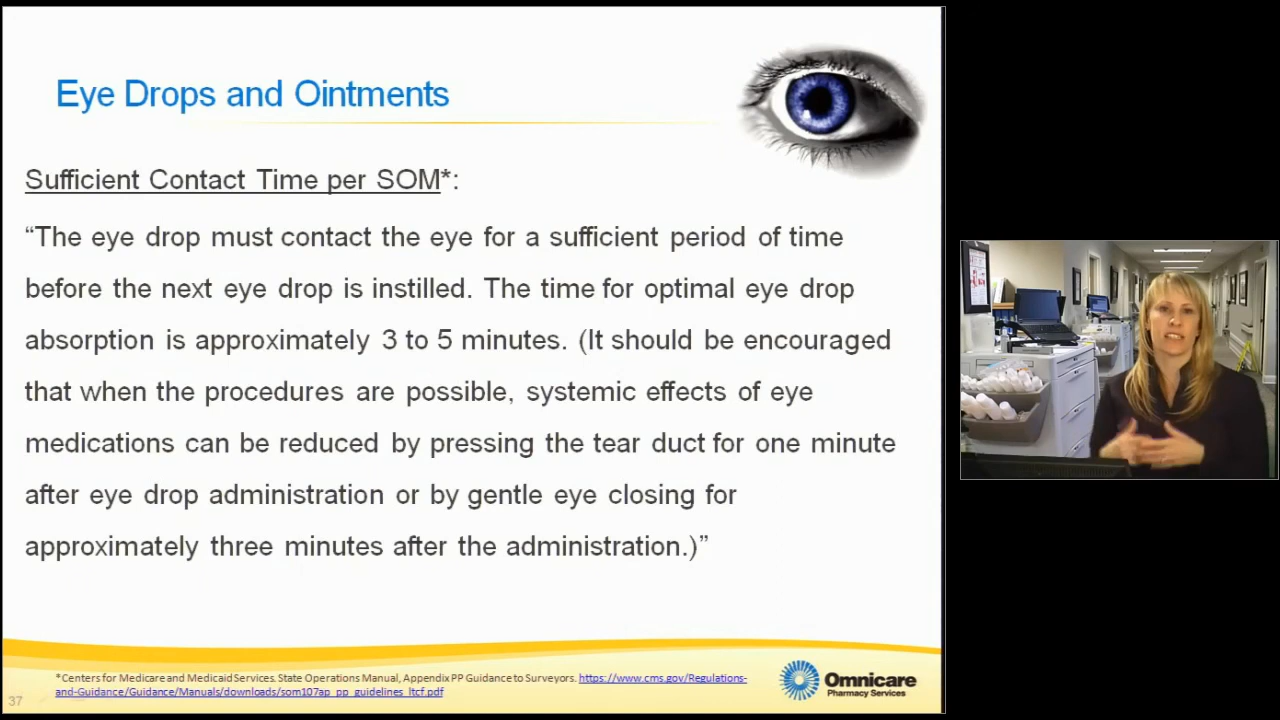 Eye Drops and Ointments
Sufficient Contact Time per SOM*:
“The eye drop must contact the eye for a sufficient period of time
before the next eye drop is instilled. The time for optimal eye drop
absorption is approximately 3 to 5 minutes. (It should be encouraged
that when the procedures are possible, systemic effects of eye
medications can be reduced by pressing the tear duct for one minute
after eye drop administration or by gentle eye closing for
approximately three minutes after the administration.)”
*Centers for Medicare and Medicaid Services. State Operations Manual, Appendix PP Guidance to Surveyors. https://www.cms.gov/Regulations-
and-Guidance/Guidance/Manuals/downloads/som107ap_pp_guidelines_ltcf.pdf
37
Omnicare
Pharmacy Services